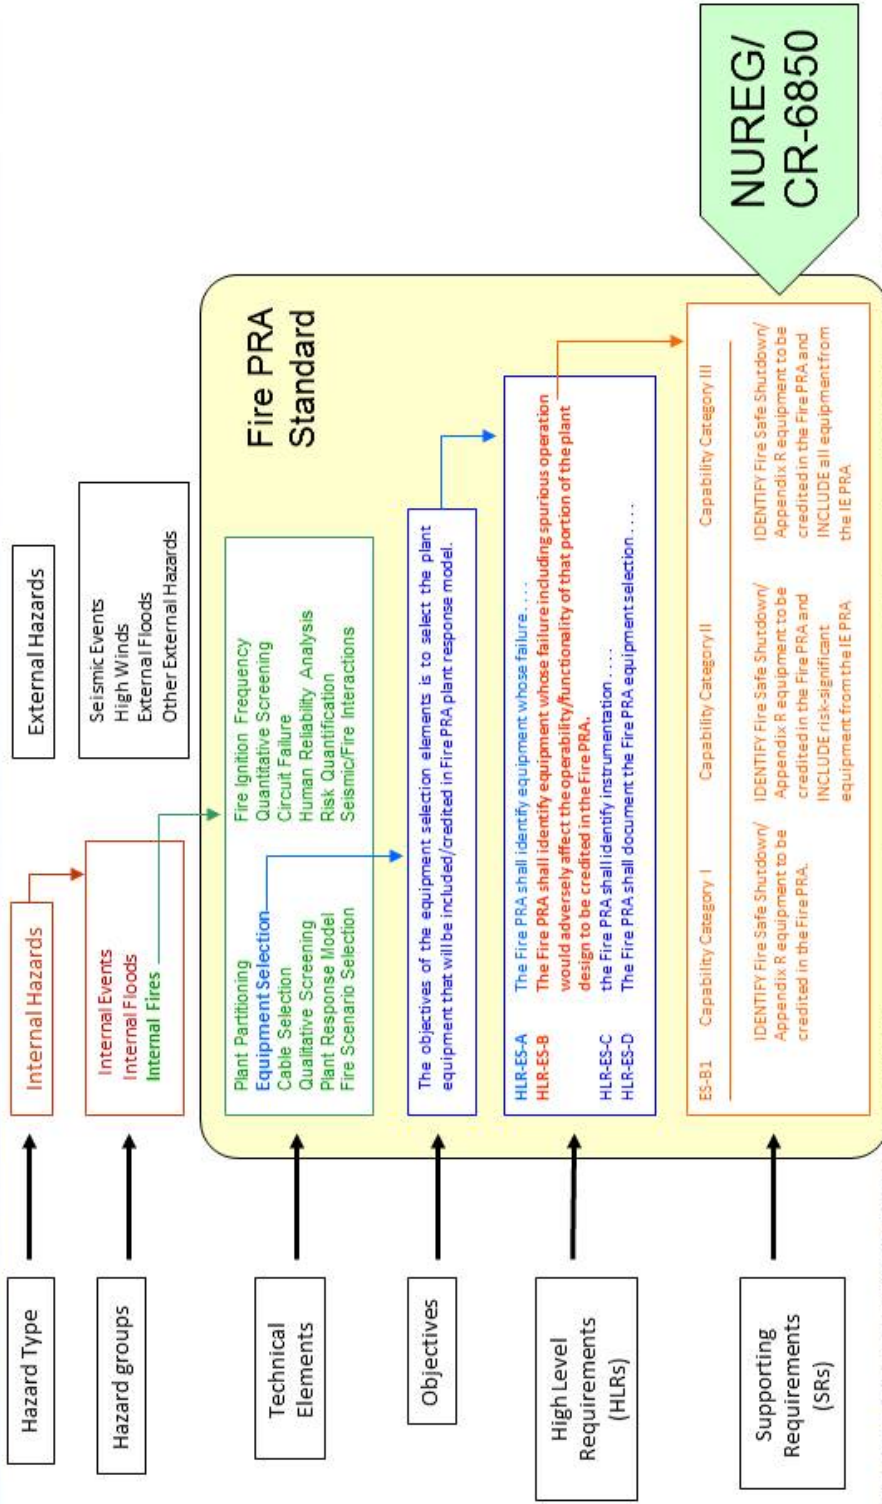 Hazard Type
Internal Hazards
External Hazards
Hazard groups
Internal Events
Internal Floods
Internal Fires
Seismic Events
High Winds
External Floods
Other External Hazards
Fire PRA
Standard
Technical
Elements
Plant Partitioning
Equipment Selection
Cable Selection
Qualitative Screening
Plant Response Model
Fire Scenario Selection
Fire Ignition Frequency
Quantitative Screening
Circuit Failure
Human Reliability Analysis
Risk Quantification
Seismic/Fire Interactions
Objectives
The objectives of the equipment selection elements is to select the plant
equipment that will be included/credited in Fire PRA plant response model.
High Level
Requirements
(HLRs)
HLR-ES-A The Fire PRA shall identify equipment whose failure. . . .
HLR-ES-B The Fire PRA shall identify equipment whose failure including spurious operation
would adversely affect the operability/functionality of that portion of the plant
design to be credited in the Fire PRA.
HLR-ES-C the Fire PRA shall identify instrumentation . . . .
HLR-ES-D The Fire PRA shall document the Fire PRA equipment selection . . . .
Supporting
Requirements
(SRs)
ES-B1 Capability Category I Capability Category II Capability Category III
IDENTIFY Fire Safe Shutdown/
Appendix R equipment to be
credited in the Fire PRA.
IDENTIFY Fire Safe Shutdown/
Appendix R equipment to be
credited in the Fire PRA and
INCLUDE risk-significant
equipment from the IE PRA
IDENTIFY Fire Safe Shutdown/
Appendix R equipment to be
credited in the Fire PRA and
INCLUDE all equipment from
the IE PRA
NUREG/
CR-6850